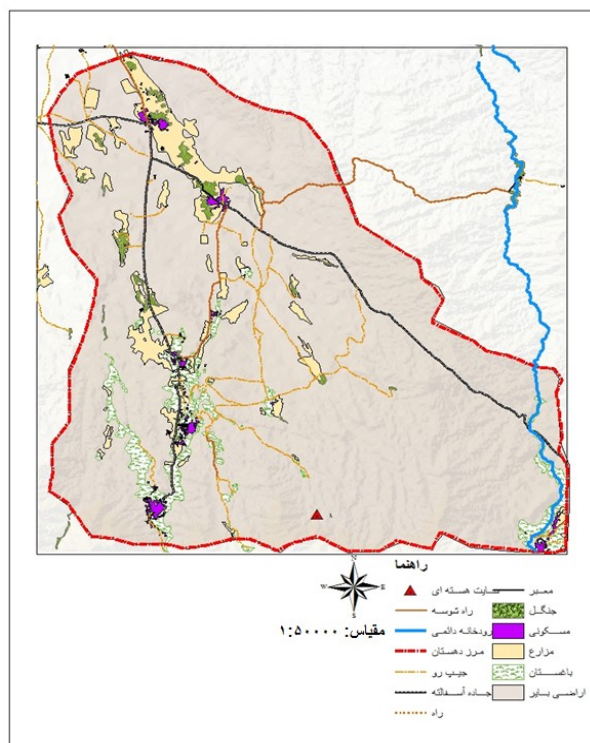 N
W E
S
راهنما
سایت هسته ای
معبر
راه شوسه
جنگل
رودخانه دائمی
مسکونی
مرز دهستان
مزارع
جیپ رو
باغستان
جاده آسفالته
اراضی بایر
راه
مقیاس: ۱:۵۰۰۰۰